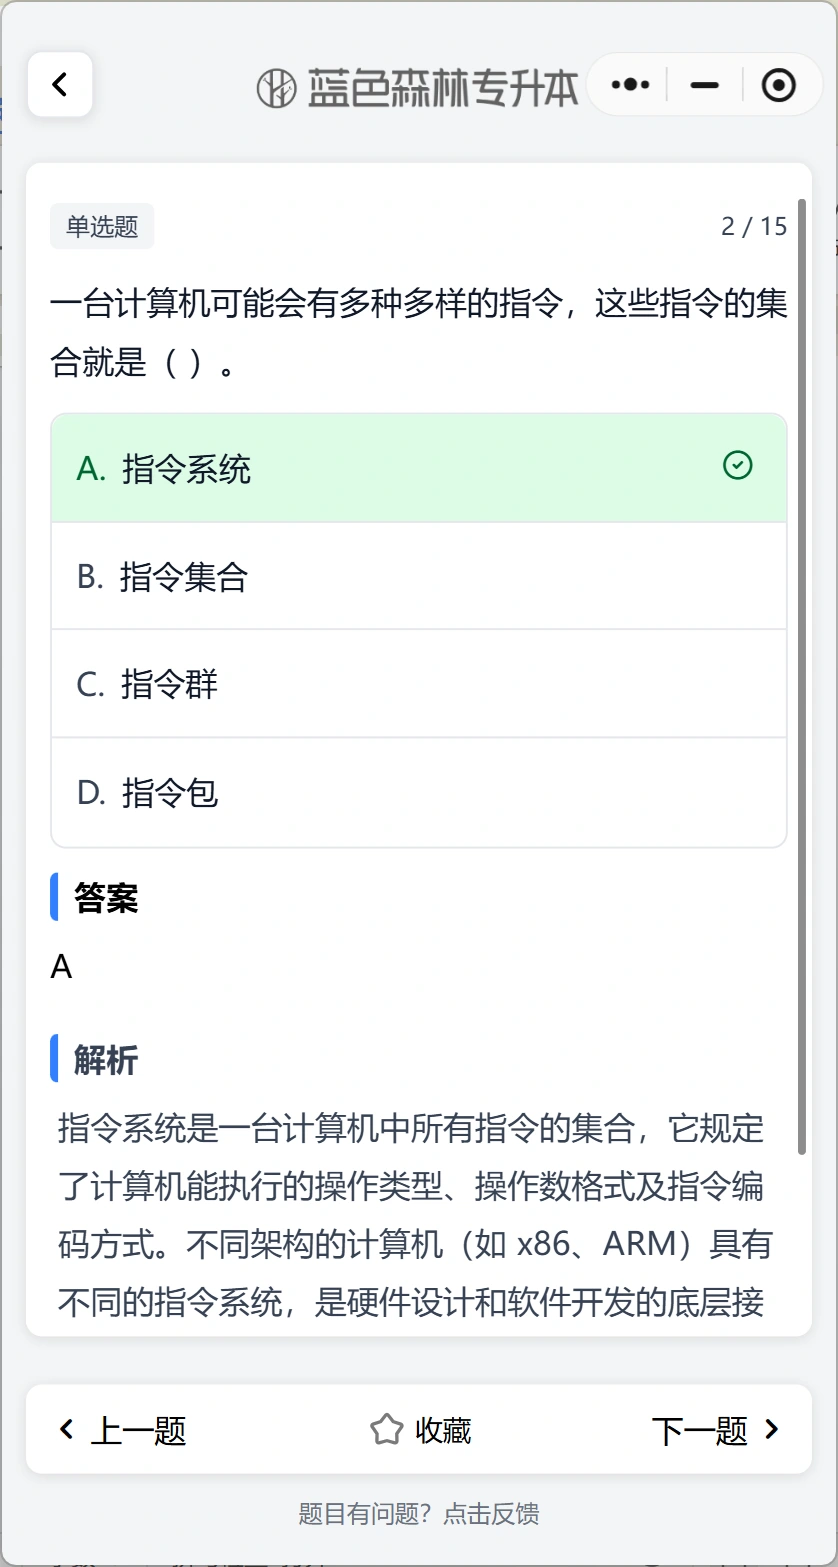 蓝色森林专升本
单选题
2 / 15
一台计算机可能会有多种多样的指令，这些指令的集
合就是（ ）。
A. 指令系统
B. 指令集合
C. 指令群
D. 指令包
答案
A
解析
指令系统是一台计算机中所有指令的集合，它规定
了计算机能执行的操作类型、操作数格式及指令编
码方式。不同架构的计算机（如 x86、ARM）具有
不同的指令系统，是硬件设计和软件开发的底层接
上一题
收藏
下一题
题目有问题？点击反馈